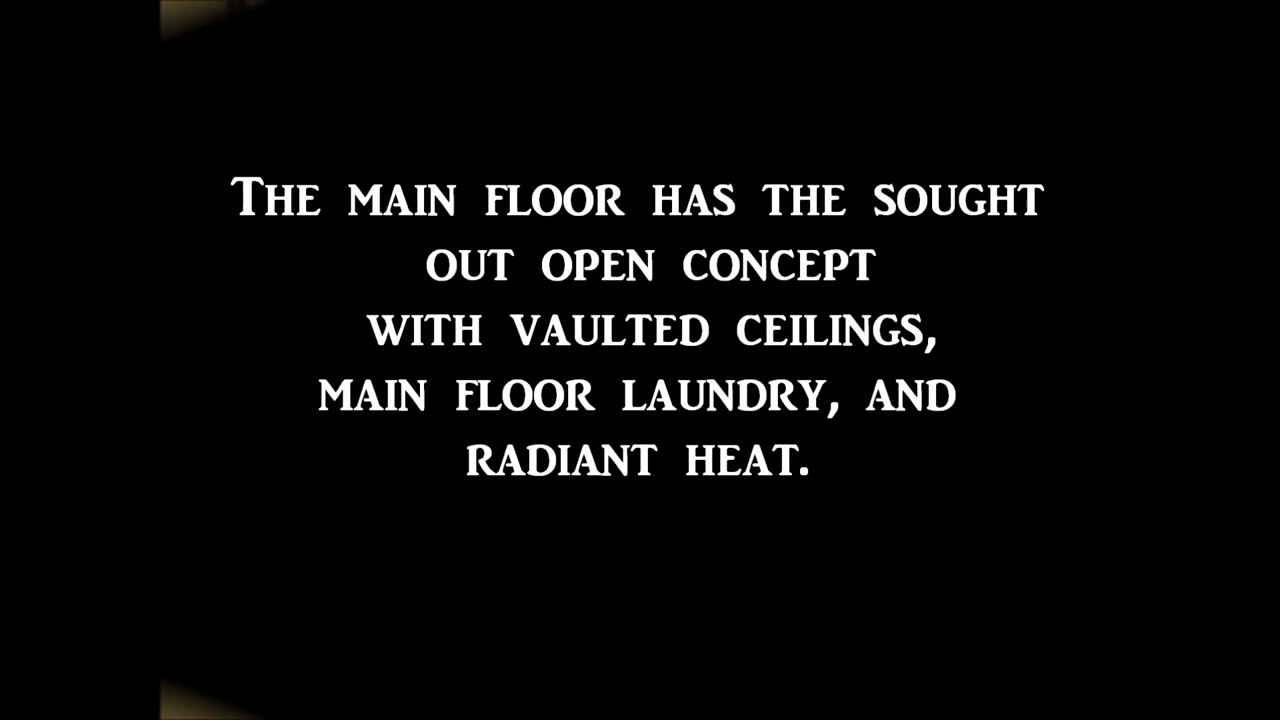 The main floor has the sought
out open concept
with vaulted ceilings,
main floor laundry, and
radiant heat.